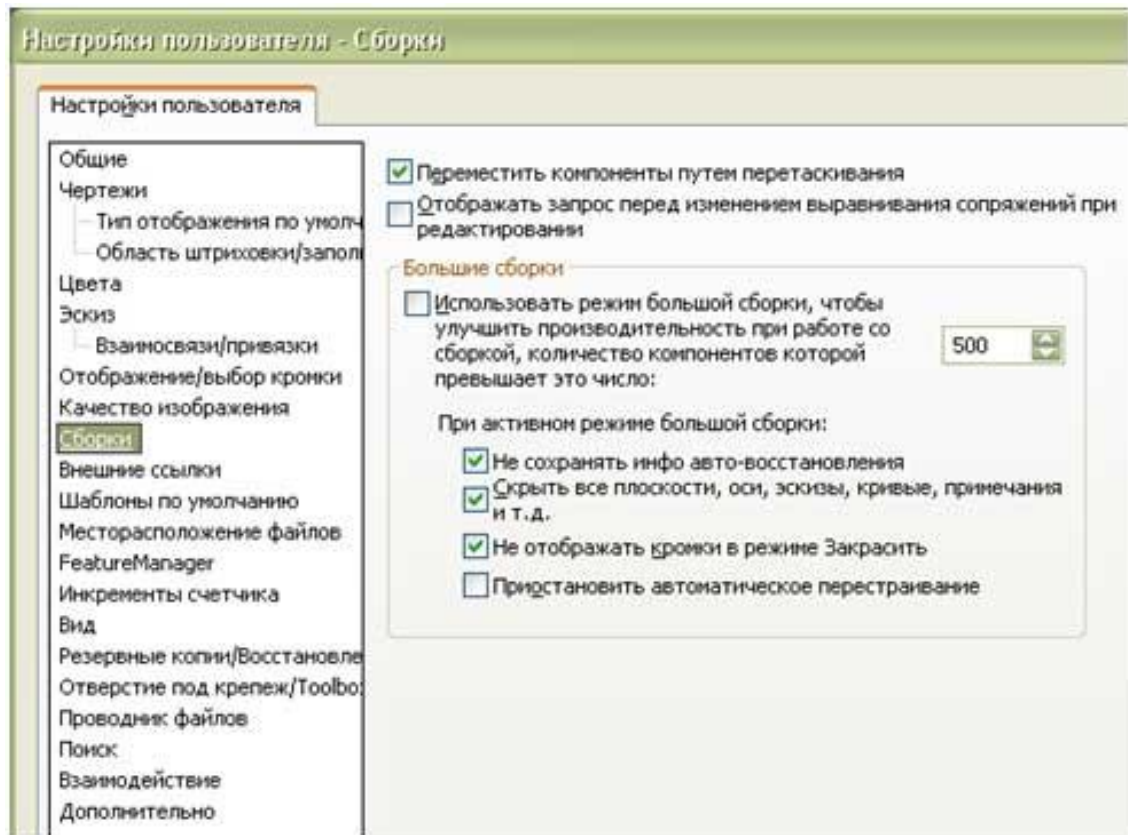 Настройки пользователя - Сборки
Настройки пользователя
Общие
Чертежи
Тип отображения по умолч
Область штриховки/запол
Цвета
Эскиз
Взаимосвязи/привязки
Отображение/выбор кромки
Качество изображения
Сборки
Внешние ссылки
Шаблоны по умолчанию
Месторасположение файлов
FeatureManager
Инкременты счетчика
Вид
Резервные копии/Восстановле
Отверстие под крепеж/Toolbo
Проводник файлов
Поиск
Взаимодействие
Дополнительно
Переместить компоненты путем перетаскивания
Отображать запрос перед изменением выравнивания сопряжений при
редактировании
Большие сборки
Использовать режим большой сборки, чтобы
улучшить производительность при работе со
сборкой, количество компонентов которой
превышает это число:
500
При активном режиме большой сборки:
Не сохранять инфо авто-восстановления
Скрыть все плоскости, оси, эскизы, кривые, примечания
и т.д.
Не отображать кромки в режиме Закрасить
Приостановить автоматическое перестраивание